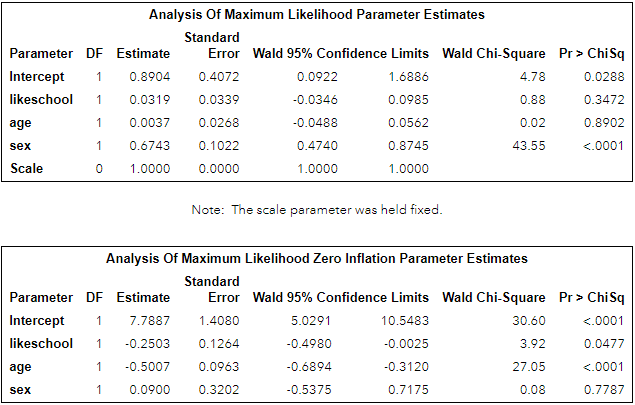 Analysis Of Maximum Likelihood Parameter Estimates
Parameter DF Estimate Standard Error Wald 95% Confidence Limits Wald Chi-Square Pr > ChiSq
Intercept 1 0.8904 0.4072 0.0922 1.6886 4.78 0.0288
likeschool 1 0.0319 0.0339 -0.0346 0.0985 0.88 0.3472
age 1 0.0037 0.0268 -0.0488 0.0562 0.02 0.8902
sex 1 0.6743 0.1022 0.4740 0.8745 43.55 <.0001
Scale 0 1.0000 0.0000 1.0000 1.0000
Note: The scale parameter was held fixed.
Analysis Of Maximum Likelihood Zero Inflation Parameter Estimates
Parameter DF Estimate Standard Error Wald 95% Confidence Limits Wald Chi-Square Pr > ChiSq
Intercept 1 7.7887 1.4080 5.0291 10.5483 30.60 <.0001
likeschool 1 -0.2503 0.1264 -0.4980 -0.0025 3.92 0.0477
age 1 -0.5007 0.0963 -0.6894 -0.3120 27.05 <.0001
sex 1 0.0900 0.3202 -0.5375 0.7175 0.08 0.7787